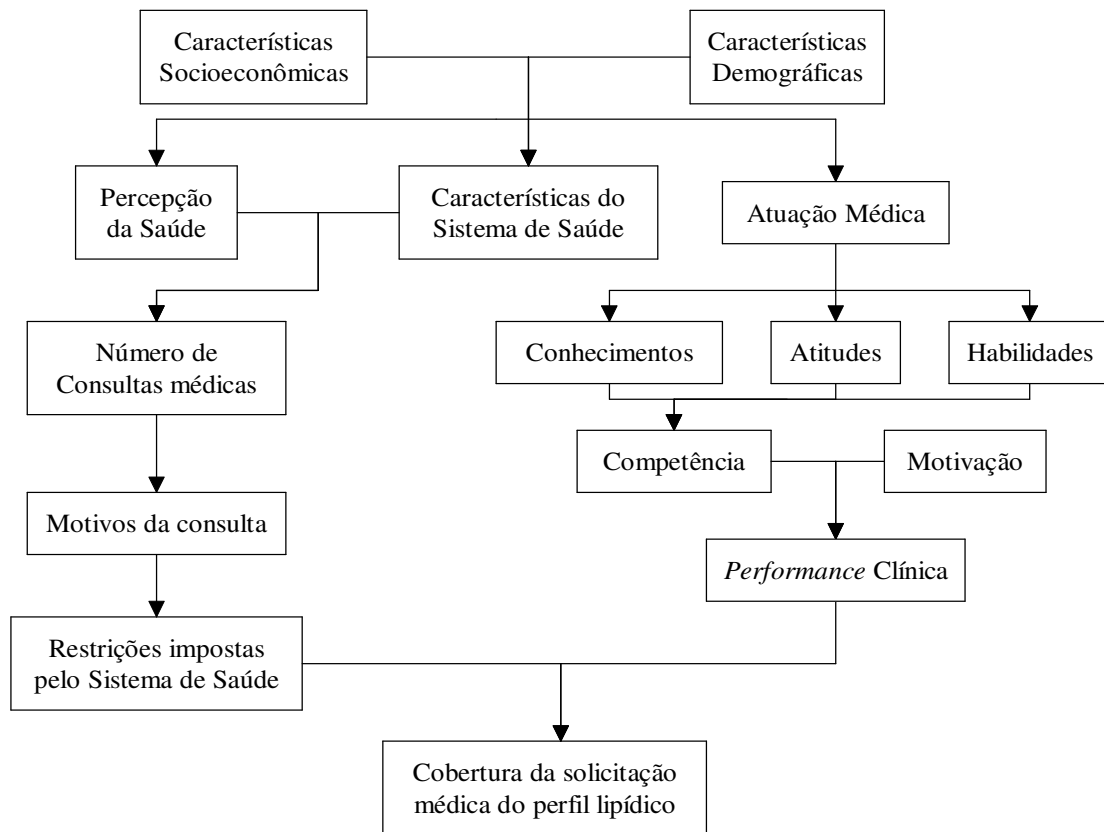 Características
Socioeconômicas
Características
Demográficas
Percepção
da Saúde
Características do
Sistema de Saúde
Atuação Médica
Número de
Consultas médicas
Conhecimentos
Atitudes
Habilidades
Competência
Motivação
Motivos da consulta
Performance Clínica
Restrições impostas
pelo Sistema de Saúde
Cobertura da solicitação
médica do perfil lipídico